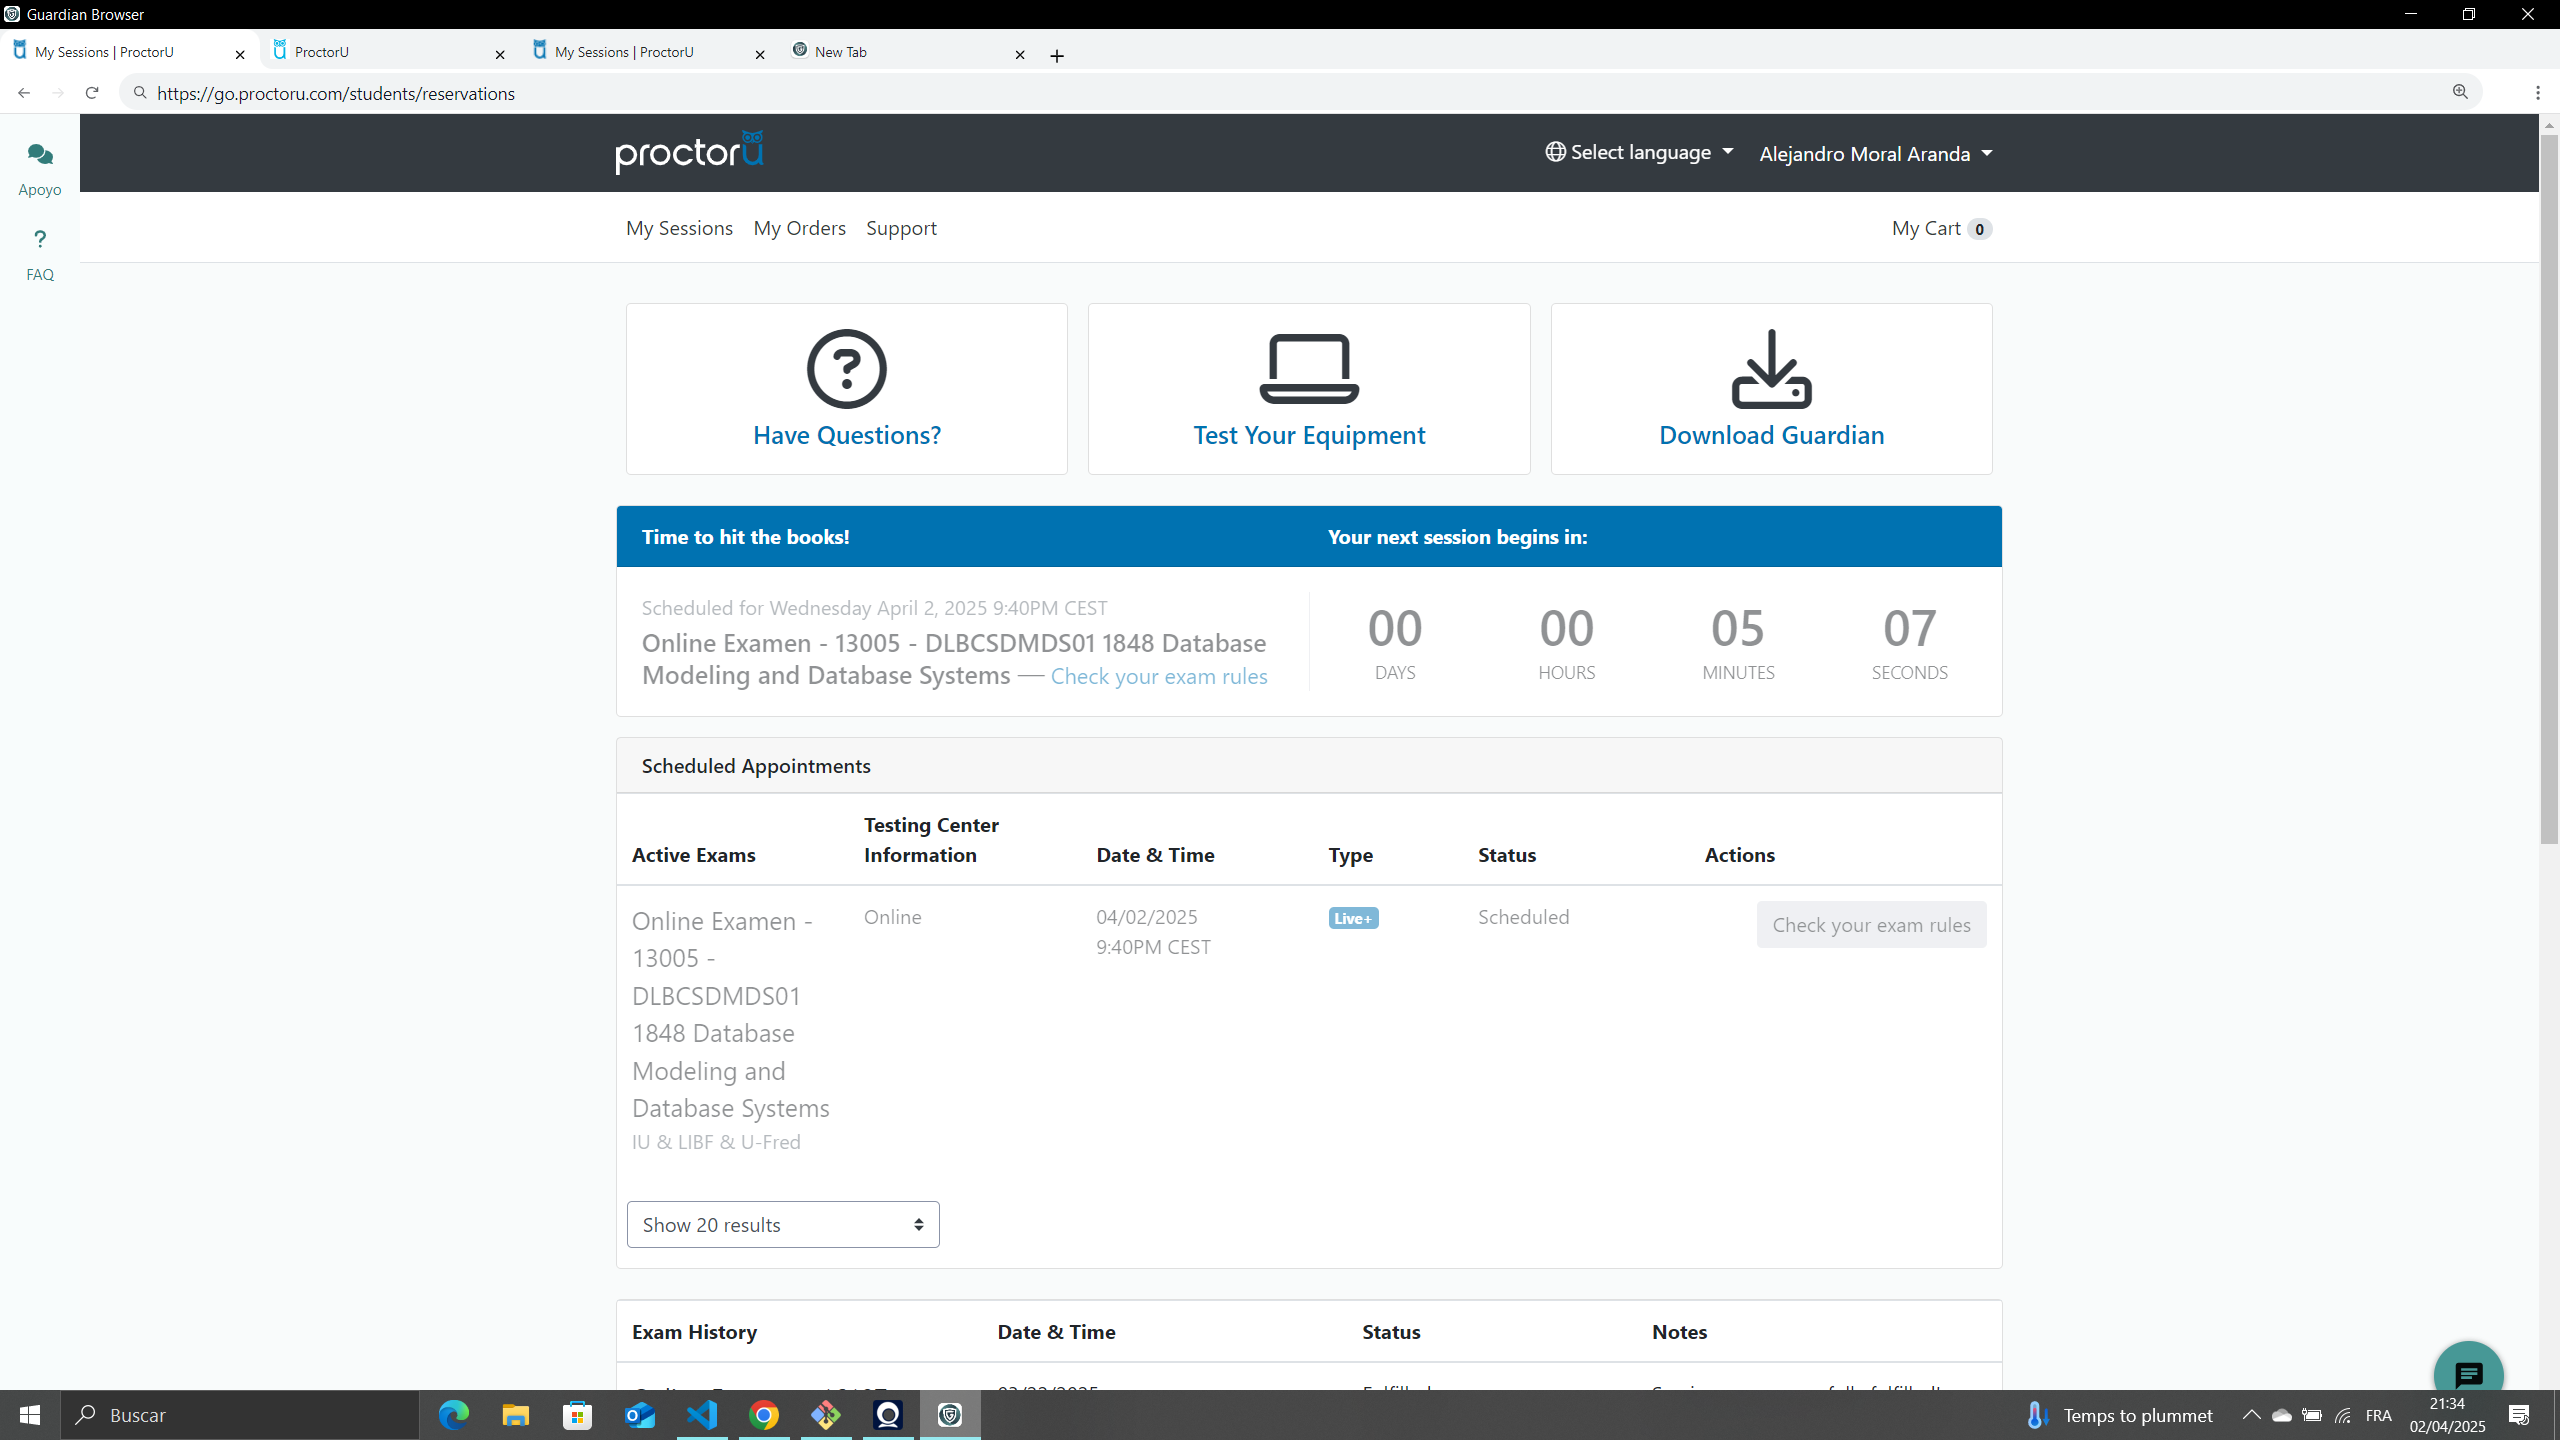 Guardian Browser
My Sessions | ProctorU
ProctorU
My Sessions | ProctorU
New Tab
https://go.proctoru.com/students/reservations
Apoyo
?
FAQ
proctorU
Select language
Alejandro Moral Aranda
My Sessions
My Orders
Support
My Cart 0
Have Questions?
Test Your Equipment
Download Guardian
Time to hit the books!
Your next session begins in:
Scheduled for Wednesday April 2, 2025 9:40PM CEST
Online Examen - 13005 - DLBCSDMDS01 1848 Database
Modeling and Database Systems — Check your exam rules
00
00
05
07
DAYS
HOURS
MINUTES
SECONDS
Scheduled Appointments
Active Exams
Testing Center
Information
Date & Time
Type
Status
Actions
Online Examen -
13005 -
DLBCSDMDS01
1848 Database
Modeling and
Database Systems
IU & LIBF & U-Fred
Online
04/02/2025
9:40PM CEST
Live+
Scheduled
Check your exam rules
Show 20 results
Exam History
Date & Time
Status
Notes
Buscar
Temps to plummet
FRA
21:34
02/04/2025